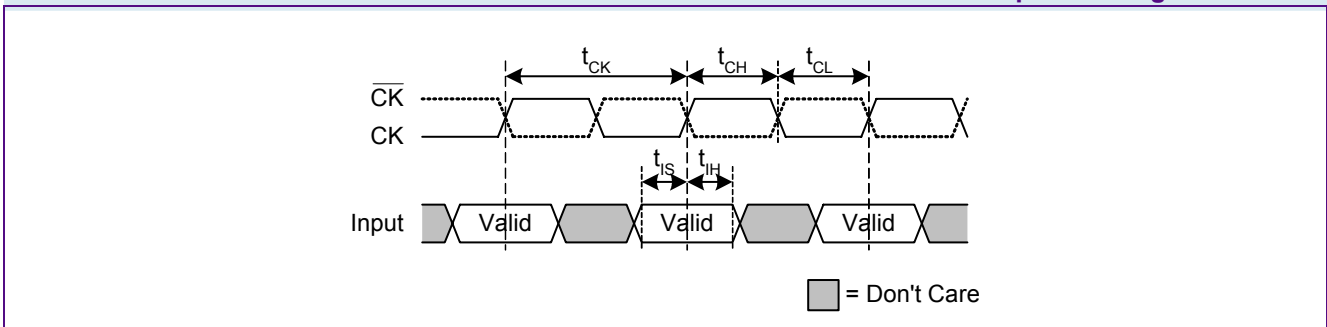 tCK tCH tCL
CK
CK
tIS tIH
Input Valid Valid Valid
= Don't Care